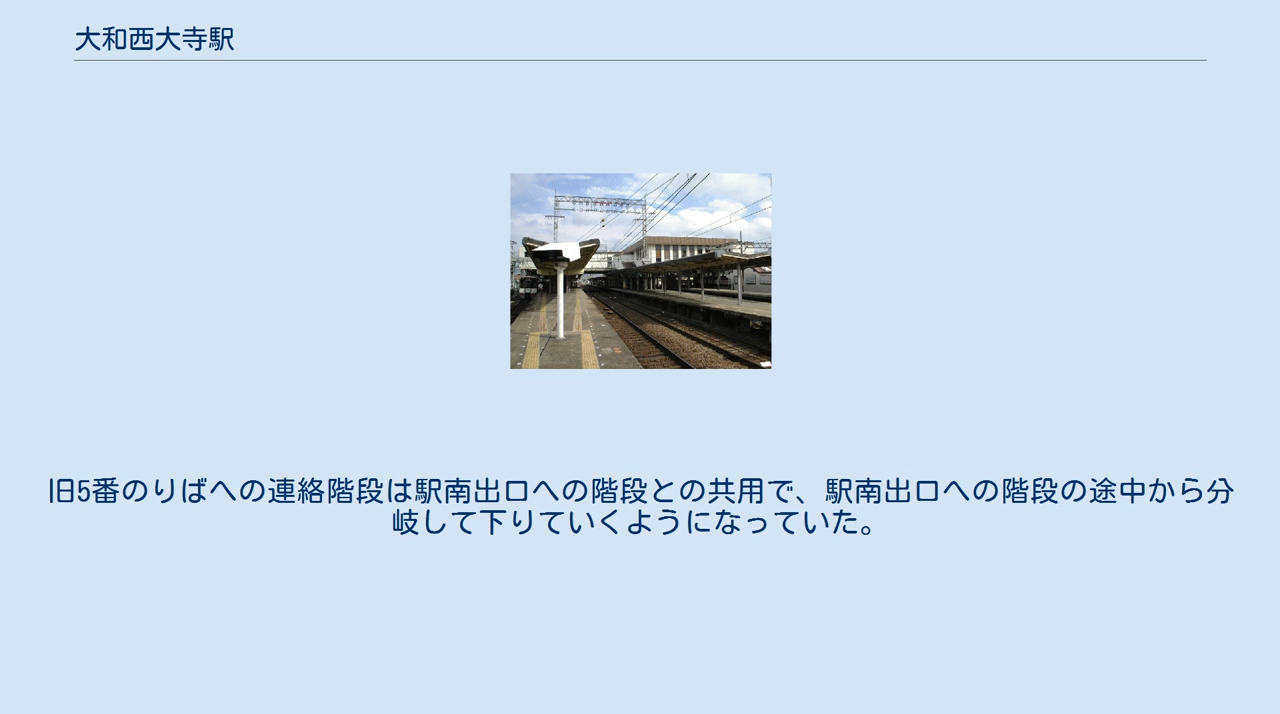 大和西大寺駅
旧5番のりばへの連絡階段は駅南出口への階段との共用で、駅南出口への階段の途中から分
岐して下りていくようになっていた。